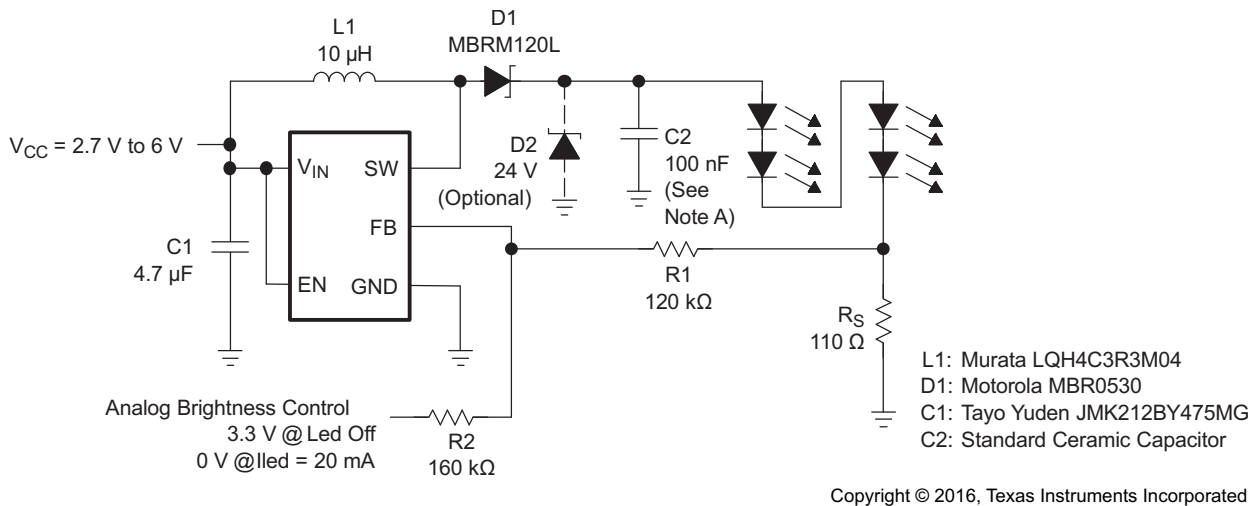 D1
MBRM120L
L1
10 µH
VCC = 2.7 V to 6 V
VIN
SW
D2
24 V
(Optional)
C2
100 nF
(See
Note A)
FB
C1
4.7 µF
EN
GND
R1
120 kΩ
RS
110 Ω
L1: Murata LQH4C3R3M04
D1: Motorola MBR0530
C1: Tayo Yuden JMK212BY475MG
C2: Standard Ceramic Capacitor
Analog Brightness Control
3.3 V @ Led Off
0 V @Iled = 20 mA
R2
160 kΩ
Copyright © 2016, Texas Instruments Incorporated